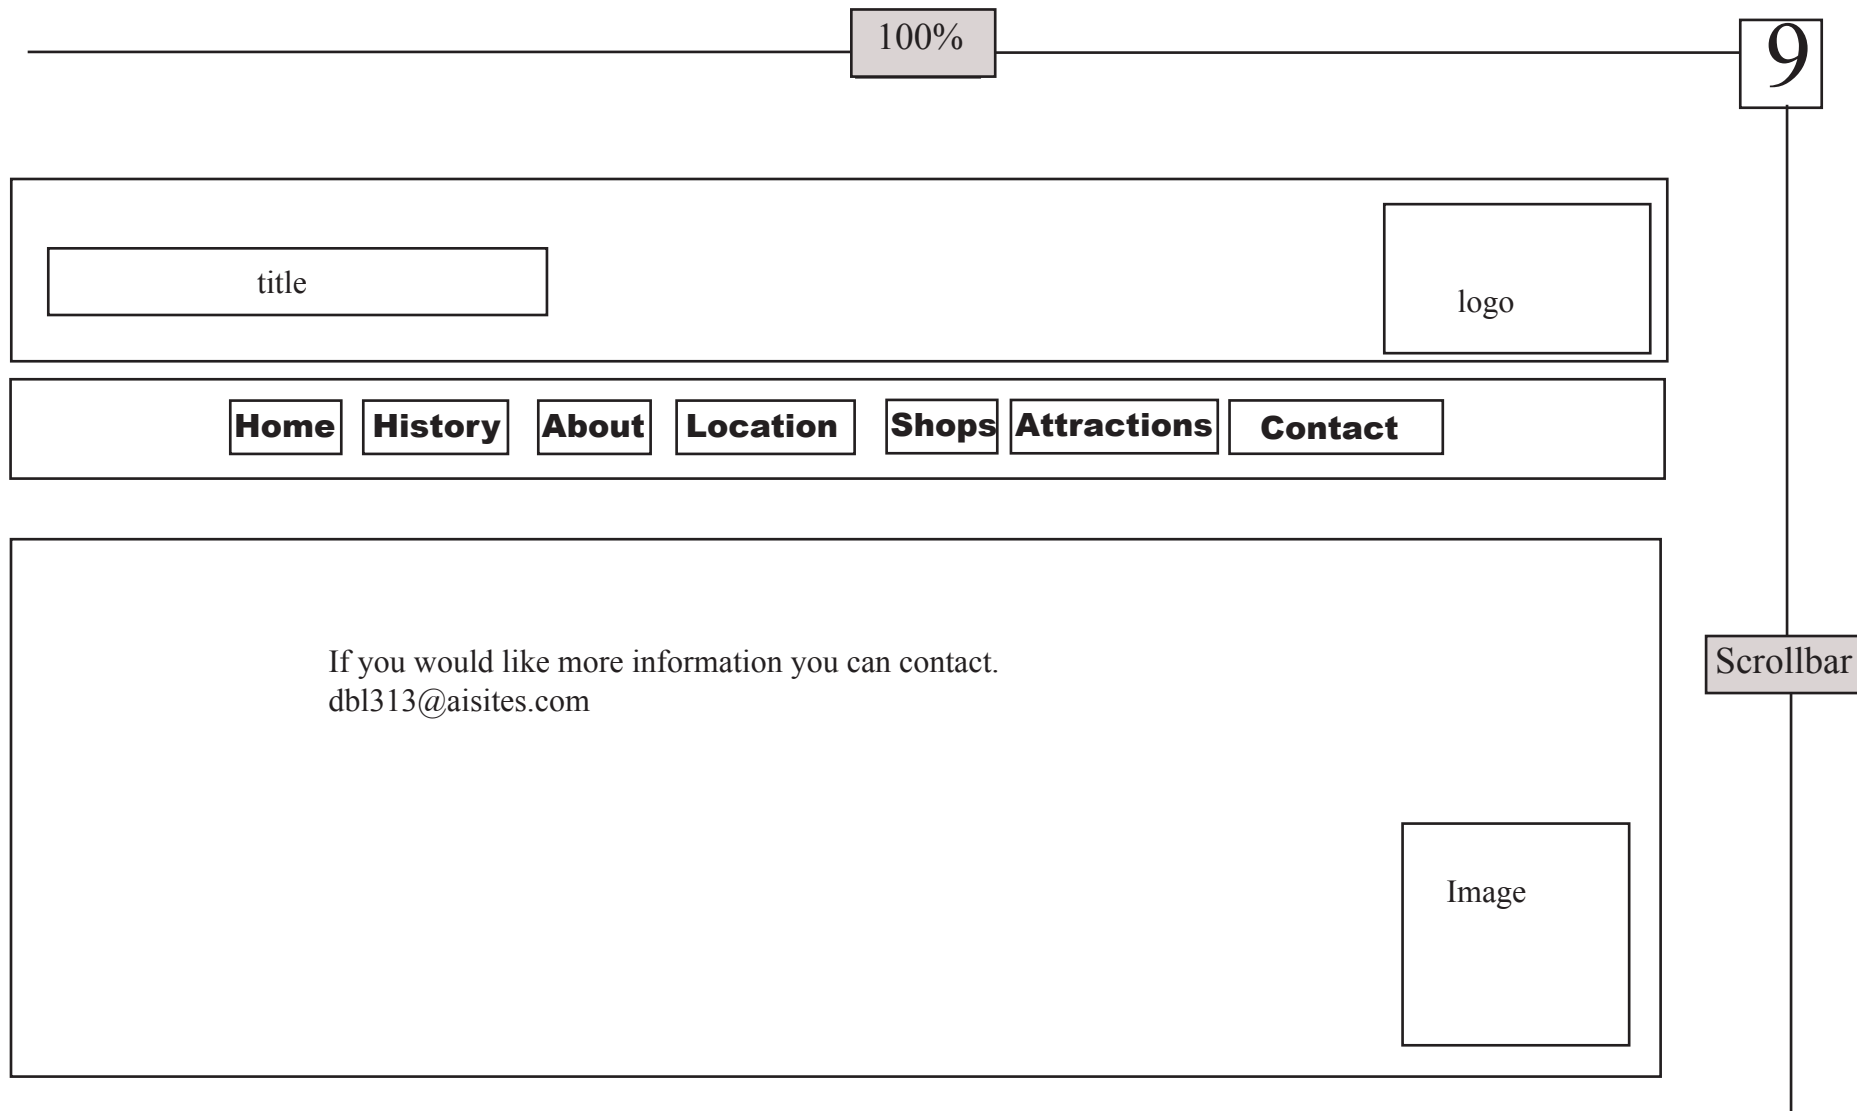 100%
9
title
logo
Home History About Location Shops Attractions Contact
If you would like more information you can contact.
dbl313@aisites.com
Scrollbar
Image